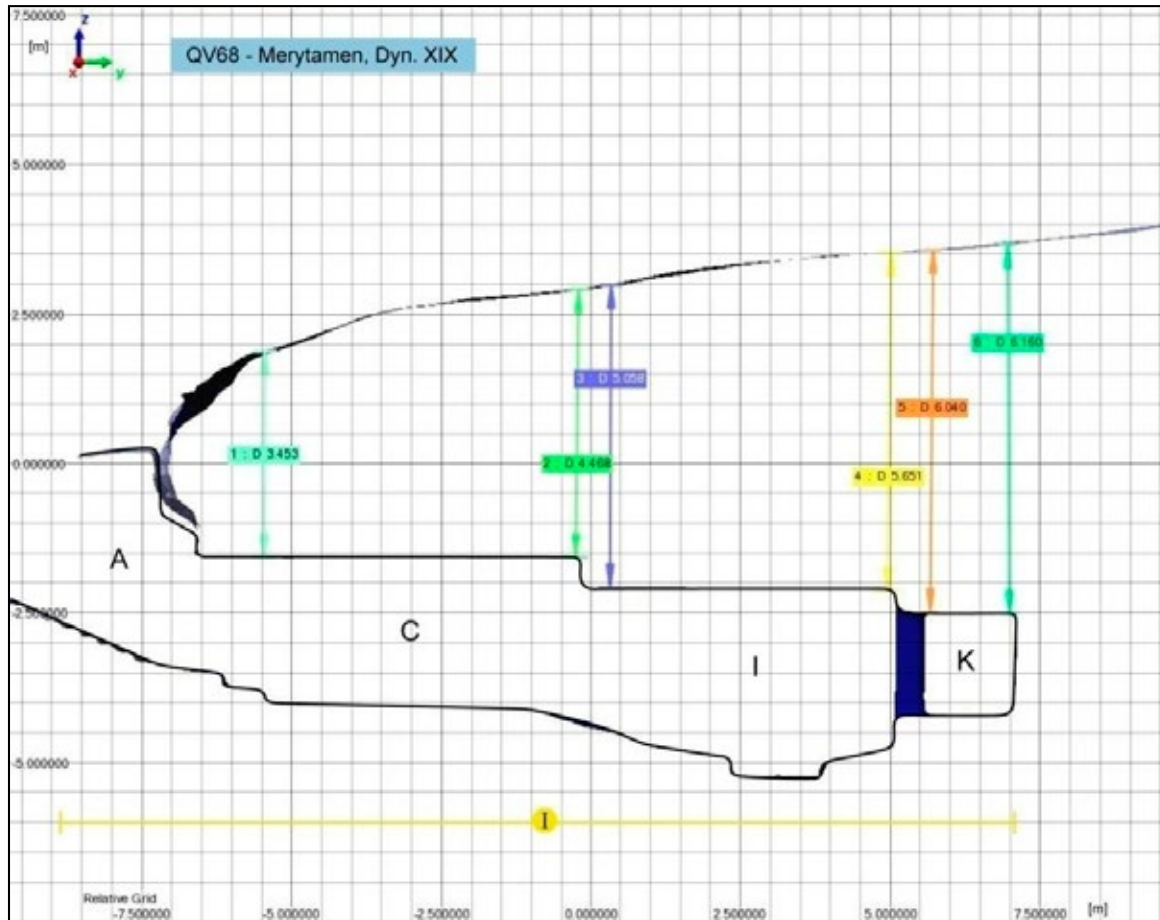 7.500000
[m]
z
x
y
QV68 - Merytamen, Dyn. XIX
5.000000
2.500000
0.000000
-2.500000
-5.000000
1 : D 3.453
2 : D 4.468
3 : D 5.058
4 : D 5.651
5 : D 6.040
6 : D 6.160
A
C
I
K
I
Relative Grid
-7.500000 -5.000000 -2.500000 0.000000 2.500000 5.000000 7.500000 [m]